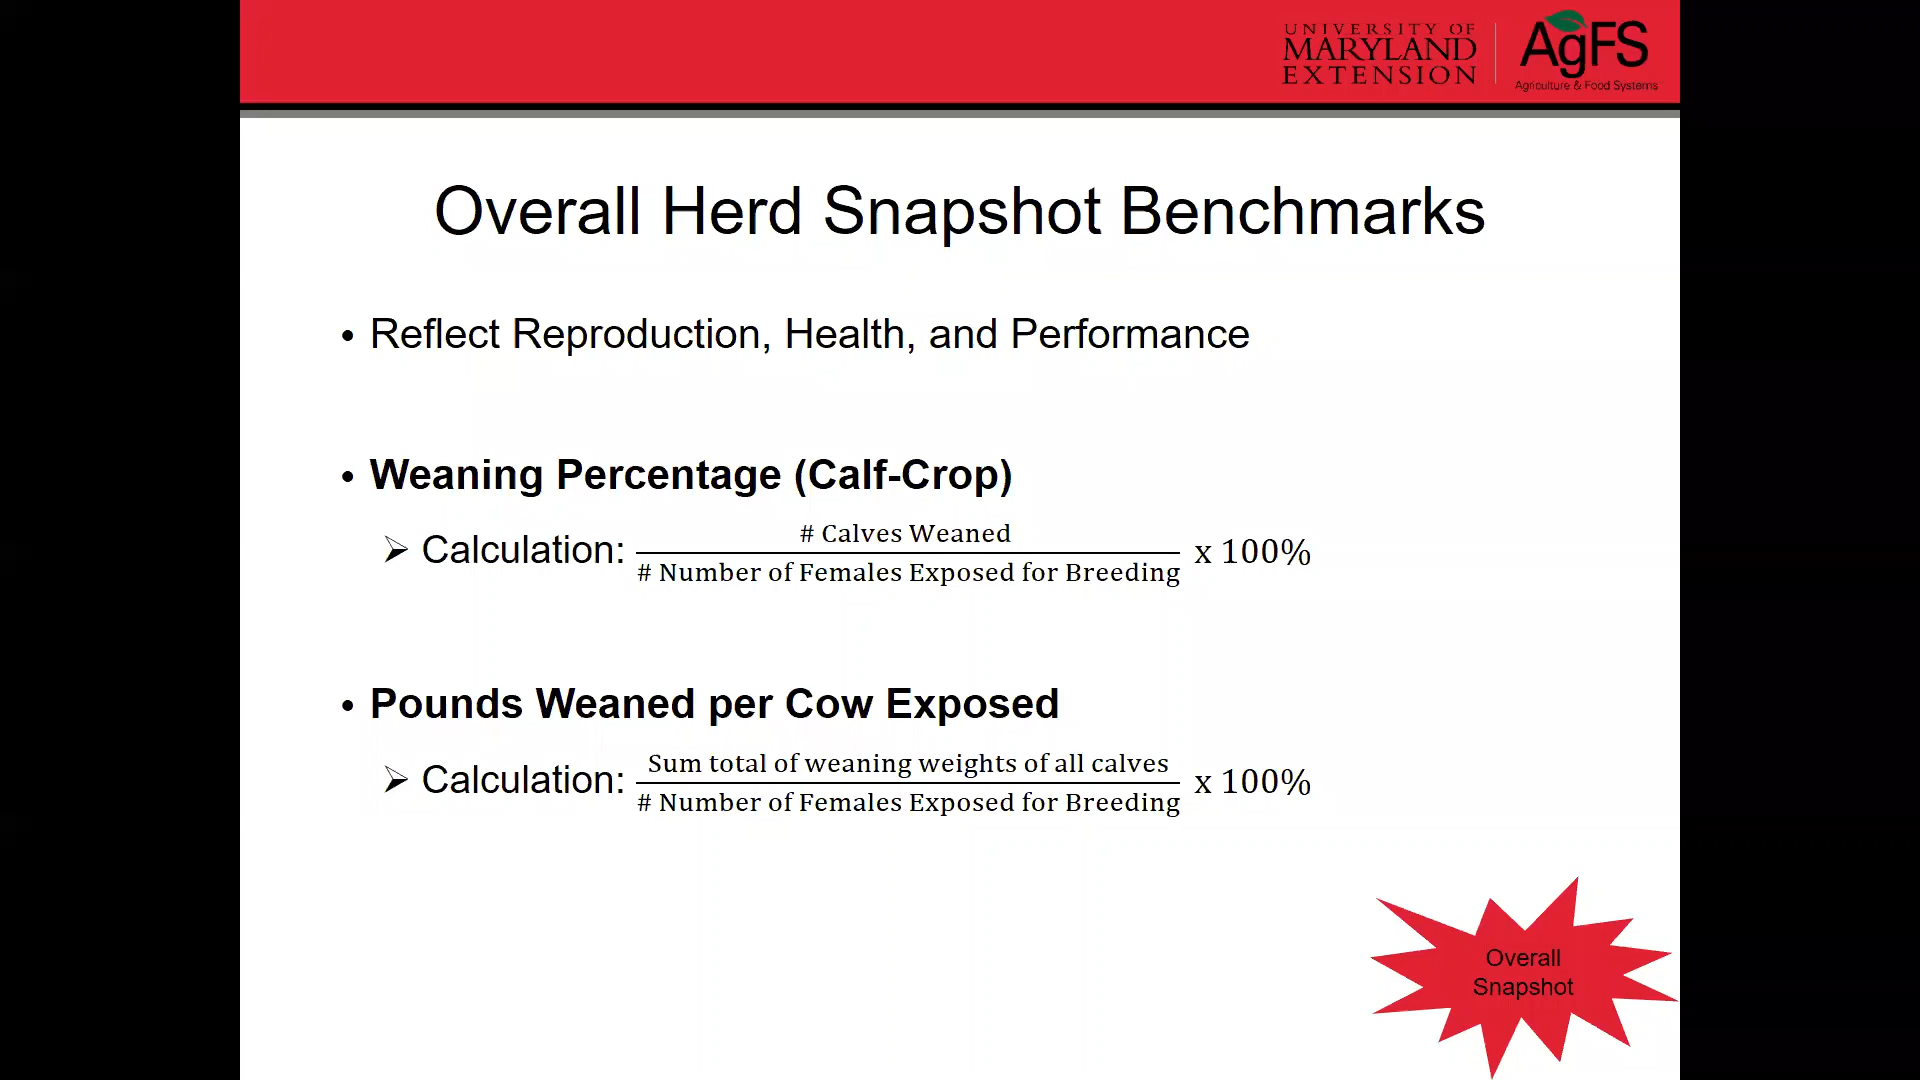 UNIVERSITY OF
MARYLAND
EXTENSION
AgFS
Agriculture & Food Systems
Overall Herd Snapshot Benchmarks
• Reflect Reproduction, Health, and Performance
• Weaning Percentage (Calf-Crop)
➢ Calculation: # Calves Weaned / # Number of Females Exposed for Breeding x 100%
• Pounds Weaned per Cow Exposed
➢ Calculation: Sum total of weaning weights of all calves / # Number of Females Exposed for Breeding x 100%
Overall
Snapshot